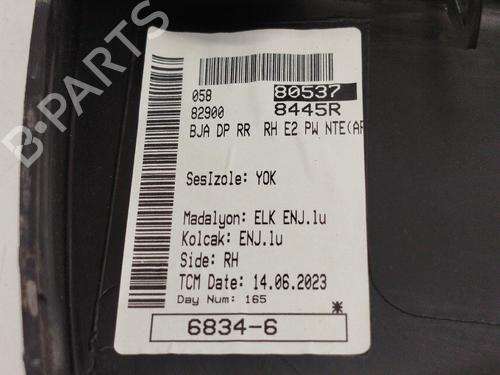 B-PARTS
058 80537
82900 8445R
BJA DP RR RH E2 PW NTE(AF
SesIzole: YOK
Madalyon: ELK ENJ.lu
Kolcak: ENJ.lu
Side: RH
TCM Date: 14.06.2023
Day Num: 165
*
6834-6